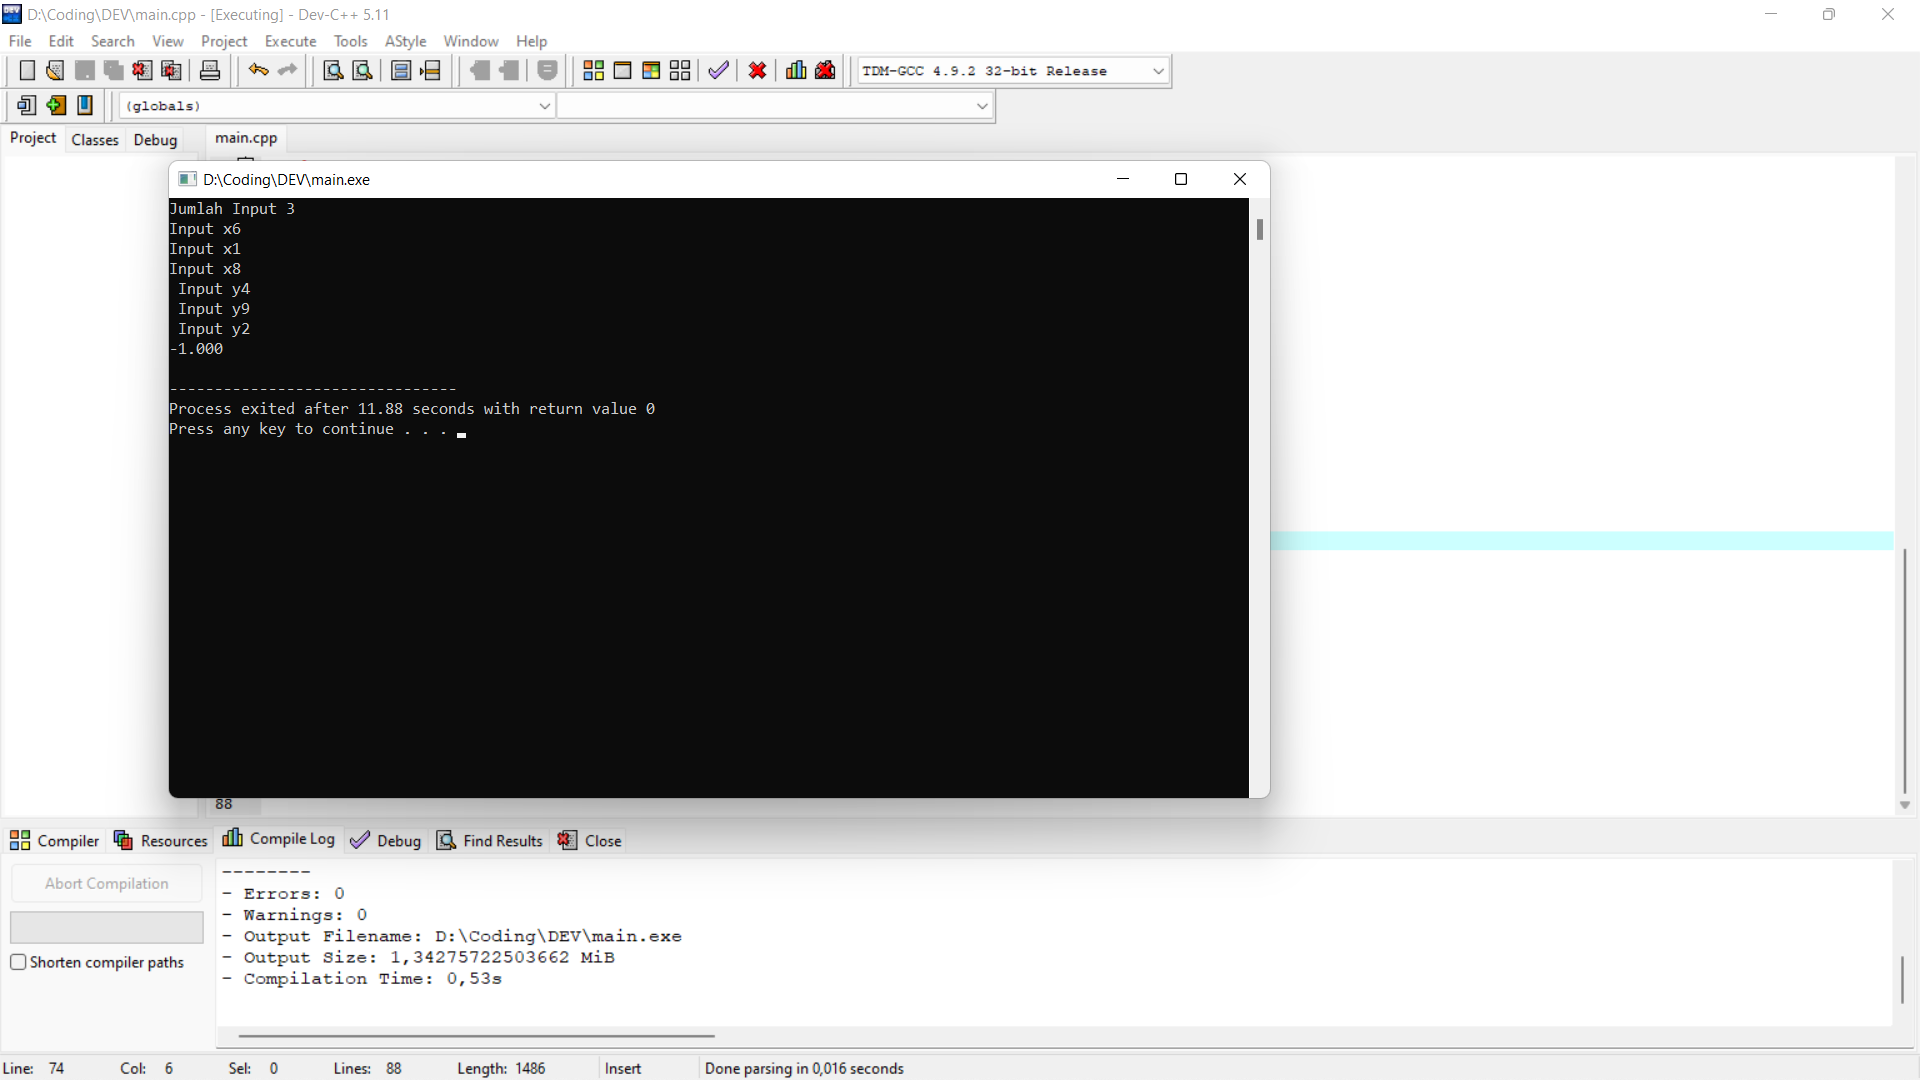 D:\Coding\DEV\main.cpp - [Executing] - Dev-C++ 5.11
File Edit Search View Project Execute Tools AStyle Window Help
TDM-GCC 4.9.2 32-bit Release
(globals)
Project Classes Debug main.cpp
D:\Coding\DEV\main.exe
Jumlah Input 3
Input x6
Input x1
Input x8
Input y4
Input y9
Input y2
-1.000
--------------------------------
Process exited after 11.88 seconds with return value 0
Press any key to continue . . .
88
Compiler Resources Compile Log Debug Find Results Close
Abort Compilation
Shorten compiler paths
--------
- Errors: 0
- Warnings: 0
- Output Filename: D:\Coding\DEV\main.exe
- Output Size: 1,34275722503662 MiB
- Compilation Time: 0,53s
Line: 74 Col: 6 Sel: 0 Lines: 88 Length: 1486 Insert Done parsing in 0,016 seconds